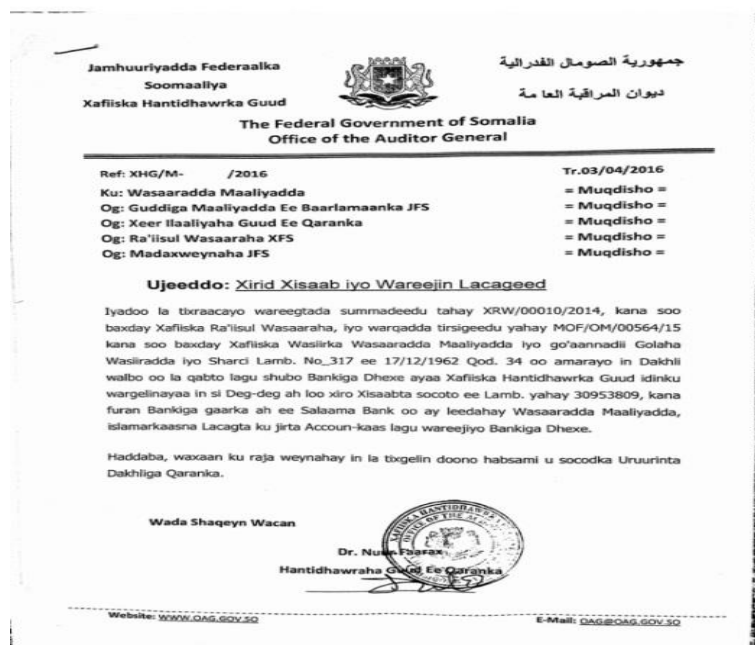 Jamhuuriyadda Federaalka
Soomaaliya
Xafiiska Hantidhawrka Guud
جمهورية الصومال الفدرالية
ديوان المراقبة العامة
The Federal Government of Somalia
Office of the Auditor General
Ref: XHG/M- /2016 Tr.03/04/2016
Ku: Wasaaradda Maaliyadda = Muqdisho =
Og: Guddiga Maaliyadda Ee Baarlamaanka JFS = Muqdisho =
Og: Xeer Ilaaliyaha Guud Ee Qaranka = Muqdisho =
Og: Ra'iisul Wasaaraha XFS = Muqdisho =
Og: Madaxweynaha JFS = Muqdisho =
Ujeeddo: Xirid Xisaab iyo Wareejin Lacageed
Iyadoo la tixraacayo wareegtada summadeedu tahay XRW/00010/2014, kana soo
baxday Xafiiska Ra'iisul Wasaaraha, iyo warqadda tirsigeedu yahay MOF/OM/00564/15
kana soo baxday Xafiiska Wasiirka Wasaaradda Maaliyadda iyo go'aannadii Golaha
Wasiiradda iyo Sharci Lamb. No_317 ee 17/12/1962 Qod. 34 oo amarayo in Dakhli
walbo oo la qabto lagu shubo Bankiga Dhexe ayaa Xafiiska Hantidhawrka Guud idinku
wargelinayaa in si Deg-deg ah loo xiro Xisaabta socoto ee Lamb. yahay 30953809, kana
furan Bankiga gaarka ah ee Salaama Bank oo ay leedahay Wasaaradda Maaliyadda,
islamarkaasna Lacagta ku jirta Accoun-kaas lagu wareejiyo Bankiga Dhexe.
Haddaba, waxaan ku raja weynahay in la tixgelin doono habsami u socodka Uruurinta
Dakhliga Qaranka.
Wada Shaqeyn Wacan
Dr. Nuur Faarax
Hantidhawraha Guud Ee Qaranka
Website: WWW.OAG.GOV.SO E-Mail: OAG@OAG.GOV.SO